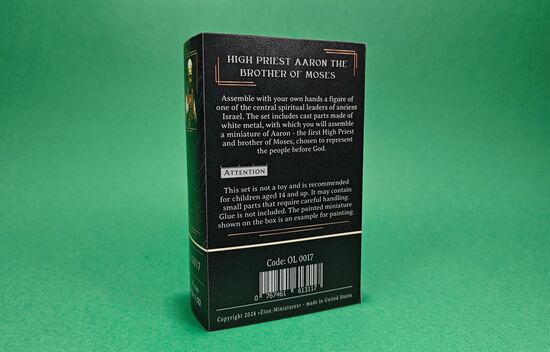 HIGH PRIEST AARON THE
BROTHER OF MOSES
Assemble with your own hands a figure of
one of the central spiritual leaders of ancient
Israel. The set includes cast parts made of
white metal, with which you will assemble
a miniature of Aaron - the first High Priest
and brother of Moses, chosen to represent
the people before God.
ATTENTION
This set is not a toy and is recommended
for children aged 14 and up. It may contain
small parts that require careful handling.
Glue is not included. The painted miniature
shown on the box is an example for painting.
Code: OL 0017
0 767461 613117
Copyright 2024 «Zion-Miniatures» - made in United States